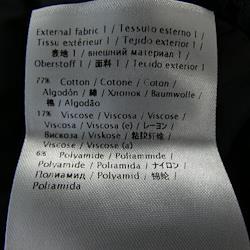 External fabric 1 / Tessuto esterno 1 /
Tissu extérieur 1 / Tejido exterior 1 /
表地 1 / внешний материал 1 /
Oberstoff 1 / 面料 1 / Tecido exterior 1
77% Cotton / Cotone / Coton /
Algodón / 綿 / Хлопок / Baumwolle /
棉 / Algodão
17% Viscose / Viscosa / Viscose /
Viscosa / Viscosa (e) / レーヨン /
Вискоза / Viskose / 黏胶纤维 /
Viscosa / Viscosa (e)
6% Polyamide / Poliammide /
Polyamide / Poliamida / ナイロン /
Полиамид / Polyamid / 锦纶 /
Poliamida